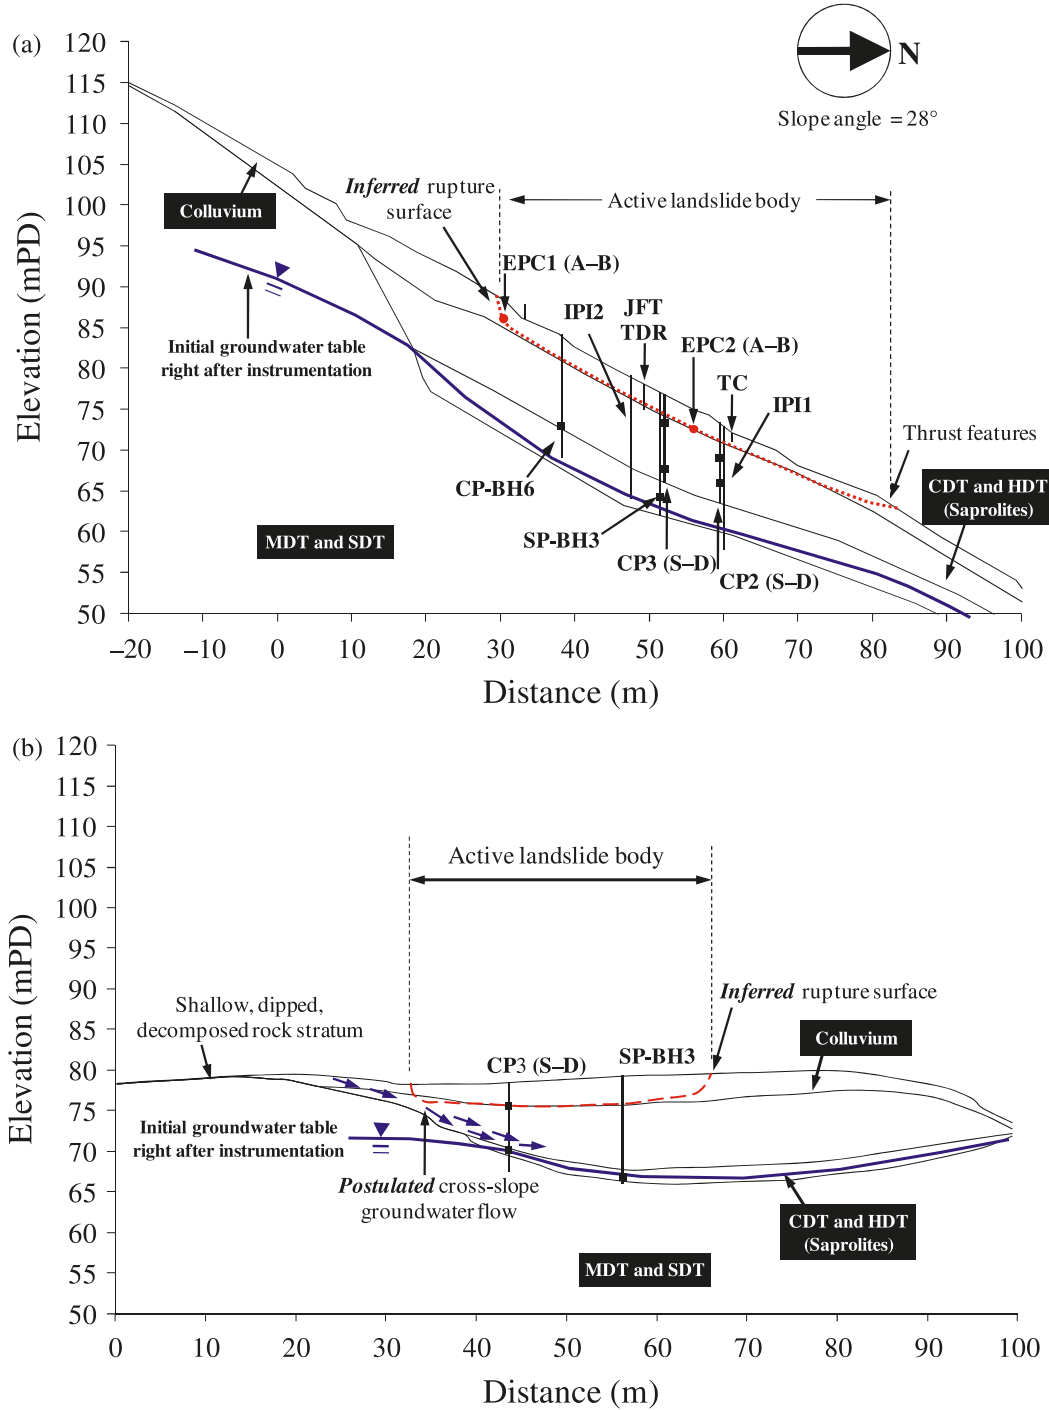 (a)
120
115
110
105
100
95
90
85
80
75
70
65
60
55
50
Elevation (mPD)
N
Slope angle = 28°
Inferred rupture
surface
Active landslide body
Colluvium
EPC1 (A–B)
IPI2
JFT
TDR
EPC2 (A–B)
TC
IPI1
Initial groundwater table
right after instrumentation
Thrust features
CDT and HDT
(Saprolites)
CP-BH6
SP-BH3
MDT and SDT
CP3 (S–D)
CP2 (S–D)
–20 –10 0 10 20 30 40 50 60 70 80 90 100
Distance (m)
(b)
120
115
110
105
100
95
90
85
80
75
70
65
60
55
50
Elevation (mPD)
Active landslide body
Shallow, dipped,
decomposed rock stratum
Inferred rupture surface
Colluvium
CP3 (S–D)
SP-BH3
Initial groundwater table
right after instrumentation
Postulated cross-slope
groundwater flow
CDT and HDT
(Saprolites)
MDT and SDT
0 10 20 30 40 50 60 70 80 90 100
Distance (m)